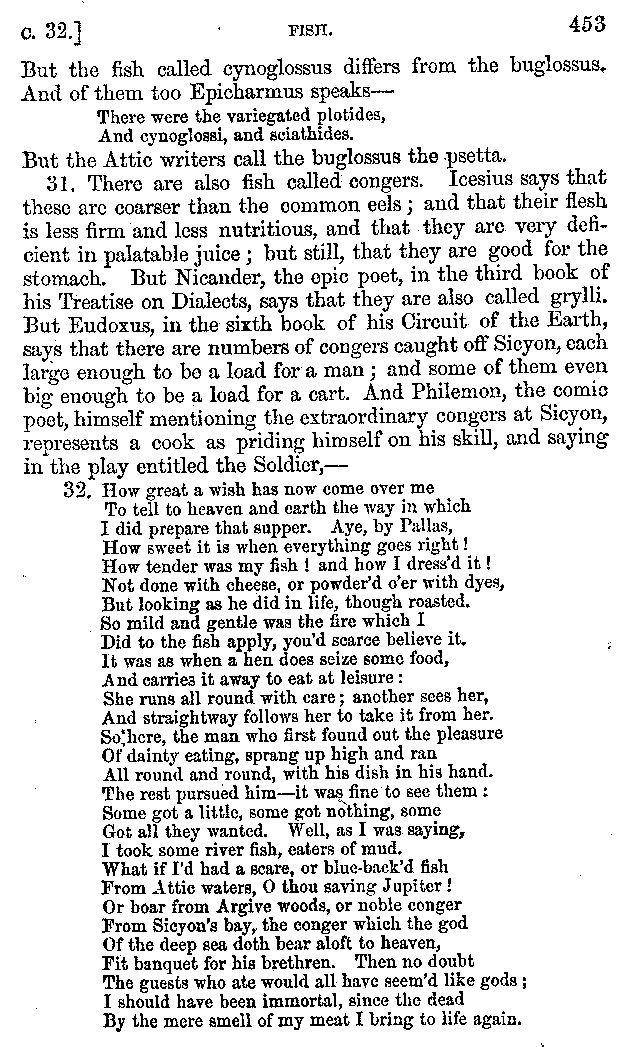 c. 32.] FISH. 453
But the fish called cynoglossus differs from the buglossus.
And of them too Epicharmus speaks—
There were the variegated plotides,
And cynoglossi, and sciathides.
But the Attic writers call the buglossus the psetta.
31. There are also fish called congers. Icesius says that
these are coarser than the common eels; and that their flesh
is less firm and less nutritious, and that they are very defi-
cient in palatable juice; but still, that they are good for the
stomach. But Nicander, the epic poet, in the third book of
his Treatise on Dialects, says that they are also called grylli.
But Eudoxus, in the sixth book of his Circuit of the Earth,
says that there are numbers of congers caught off Sicyon, each
large enough to be a load for a man; and some of them even
big enough to be a load for a cart. And Philemon, the comic
poet, himself mentioning the extraordinary congers at Sicyon,
represents a cook as priding himself on his skill, and saying
in the play entitled the Soldier,—
32. How great a wish has now come over me
To tell to heaven and earth the way in which
I did prepare that supper. Aye, by Pallas,
How sweet it is when everything goes right!
How tender was my fish! and how I dress'd it!
Not done with cheese, or powder'd o'er with dyes,
But looking as he did in life, though roasted.
So mild and gentle was the fire which I
Did to the fish apply, you'd scarce believe it.
It was as when a hen does seize some food,
And carries it away to eat at leisure:
She runs all round with care; another sees her,
And straightway follows her to take it from her.
So here, the man who first found out the pleasure
Of dainty eating, sprang up high and ran
All round and round, with his dish in his hand.
The rest pursued him—it was fine to see them:
Some got a little, some got nothing, some
Got all they wanted. Well, as I was saying,
I took some river fish, eaters of mud.
What if I'd had a scare, or blue-back'd fish
From Attic waters, O thou saving Jupiter!
Or boar from Argive woods, or noble conger
From Sicyon's bay, the conger which the god
Of the deep sea doth bear aloft to heaven,
Fit banquet for his brethren. Then no doubt
The guests who ate would all have seem'd like gods;
I should have been immortal, since the dead
By the mere smell of my meat I bring to life again.